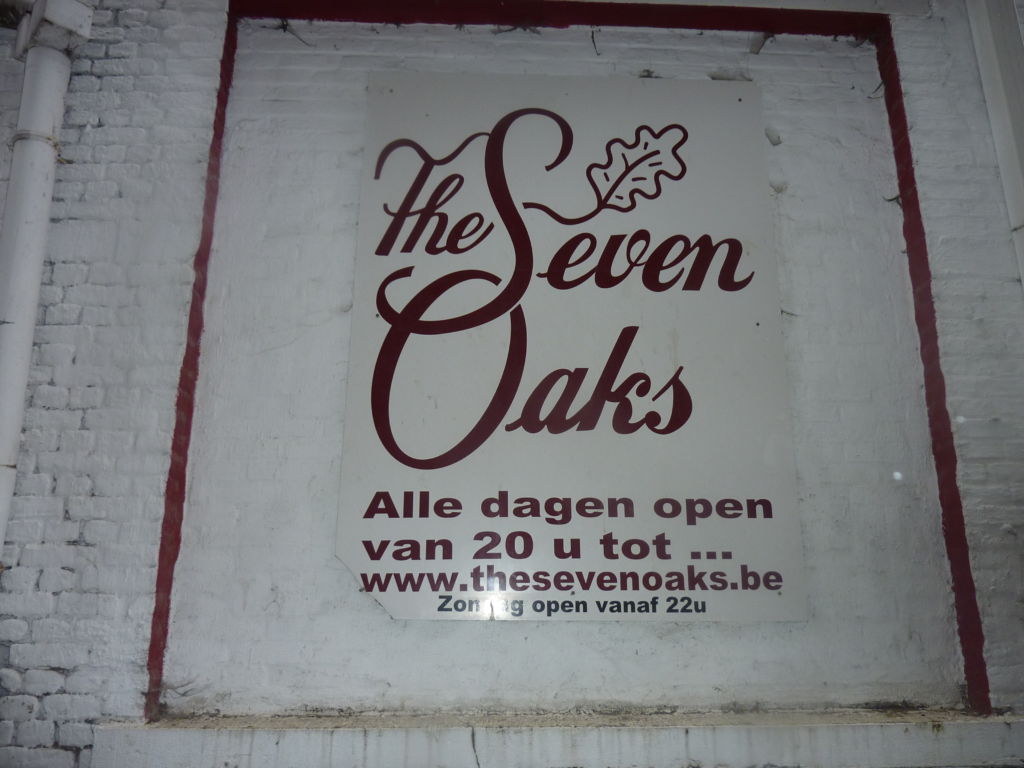 The Seven
Oaks
Alle dagen open
van 20 u tot ...
www.thesevenoaks.be
open vanaf 22u